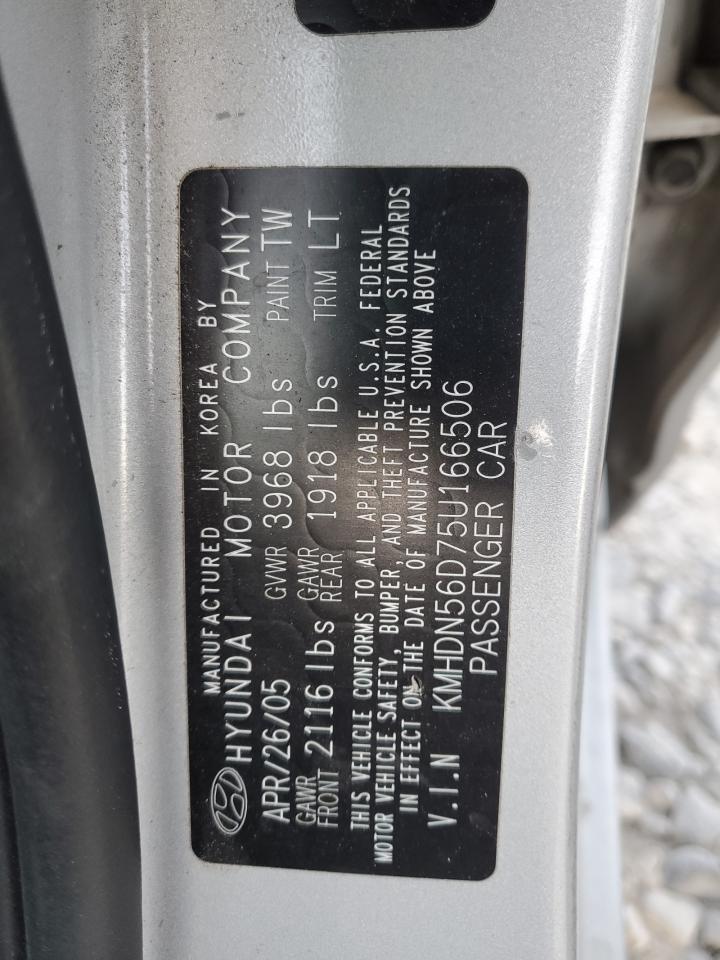 MANUFACTURED IN KOREA BY
HYUNDAI MOTOR COMPANY
APR/26/05 GVWR 3968 lbs PAINT TW
GAWR FRONT 2116 lbs GAWR REAR 1918 lbs TRIM LT
THIS VEHICLE CONFORMS TO ALL APPLICABLE U.S.A. FEDERAL
MOTOR VEHICLE SAFETY, BUMPER, AND THEFT PREVENTION STANDARDS
IN EFFECT ON THE DATE OF MANUFACTURE SHOWN ABOVE
V.I.N KMHDN56D75U166506
PASSENGER CAR